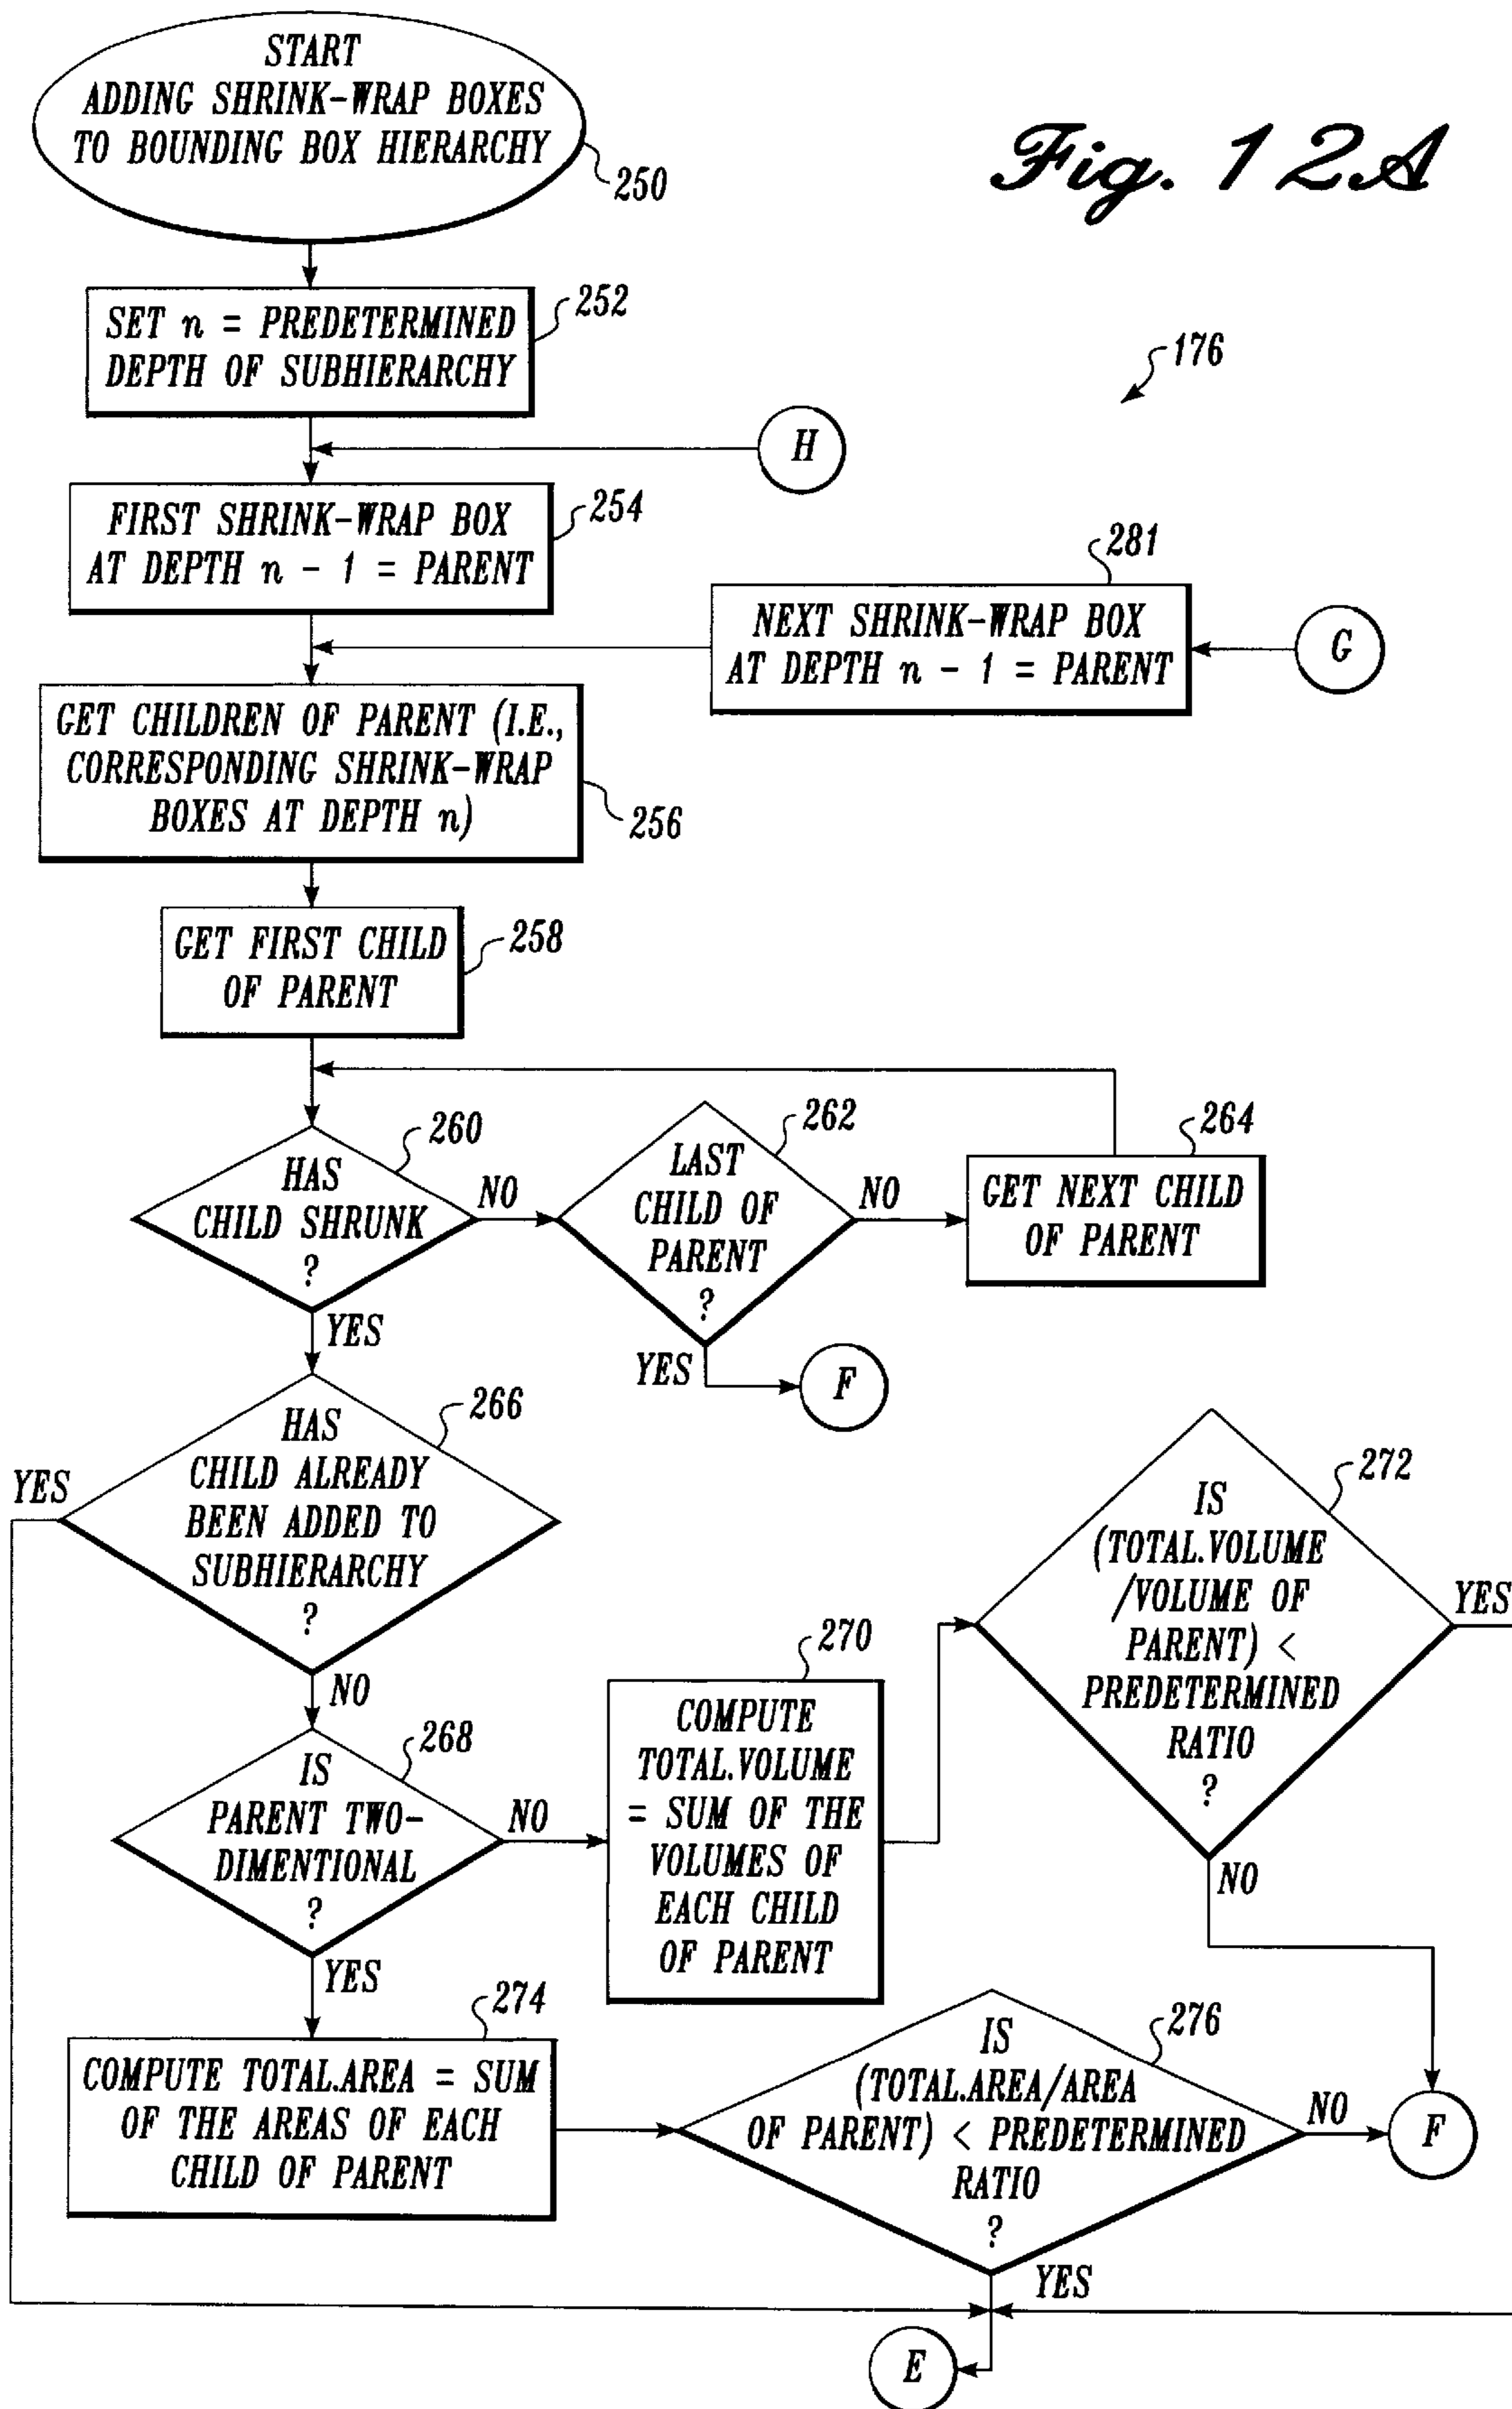 START
ADDING SHRINK-WRAP BOXES
TO BOUNDING BOX HIERARCHY
250
Fig. 12A
SET n = PREDETERMINED
DEPTH OF SUBHIERARCHY
252
176
H
FIRST SHRINK-WRAP BOX
AT DEPTH n - 1 = PARENT
254
281
NEXT SHRINK-WRAP BOX
AT DEPTH n - 1 = PARENT
G
GET CHILDREN OF PARENT (I.E.,
CORRESPONDING SHRINK-WRAP
BOXES AT DEPTH n)
256
GET FIRST CHILD
OF PARENT
258
HAS
CHILD SHRUNK
?
260
NO
YES
LAST
CHILD OF
PARENT
?
262
NO
YES
F
GET NEXT CHILD
OF PARENT
264
HAS
CHILD ALREADY
BEEN ADDED TO
SUBHIERARCHY
?
266
YES
NO
IS
PARENT TWO-
DIMENTIONAL
?
268
NO
YES
270
COMPUTE
TOTAL.VOLUME
= SUM OF THE
VOLUMES OF
EACH CHILD
OF PARENT
IS
(TOTAL.VOLUME
/VOLUME OF
PARENT) <
PREDETERMINED
RATIO
?
272
YES
NO
274
COMPUTE TOTAL.AREA = SUM
OF THE AREAS OF EACH
CHILD OF PARENT
IS
(TOTAL.AREA/AREA
OF PARENT) < PREDETERMINED
RATIO
?
276
NO
F
YES
E